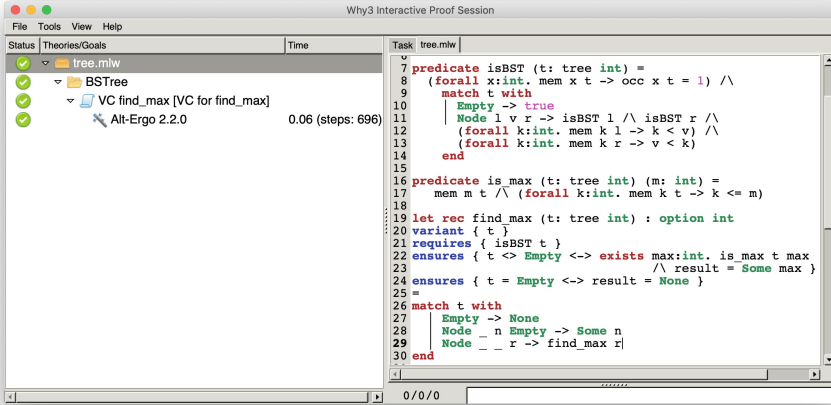 Why3 Interactive Proof Session
File Tools View Help
Status Theories/Goals Time
tree.mlw
BSTree
VC find_max [VC for find_max]
Alt-Ergo 2.2.0 0.06 (steps: 696)
Task tree.mlw
7 predicate isBST (t: tree int) =
8 (forall x:int. mem x t -> occ x t = 1) /\
9 match t with
10 | Empty -> true
11 | Node l v r -> isBST l /\ isBST r /\
12 (forall k:int. mem k l -> k < v) /\
13 (forall k:int. mem k r -> v < k)
14 end
15
16 predicate is_max (t: tree int) (m: int) =
17 mem m t /\ (forall k:int. mem k t -> k <= m)
18
19 let rec find_max (t: tree int) : option int
20 variant { t }
21 requires { isBST t }
22 ensures { t <> Empty <-> exists max:int. is_max t max
23 /\ result = Some max }
24 ensures { t = Empty <-> result = None }
25 =
26 match t with
27 | Empty -> None
28 | Node _ n Empty -> Some n
29 | Node _ _ r -> find_max r
30 end
0/0/0